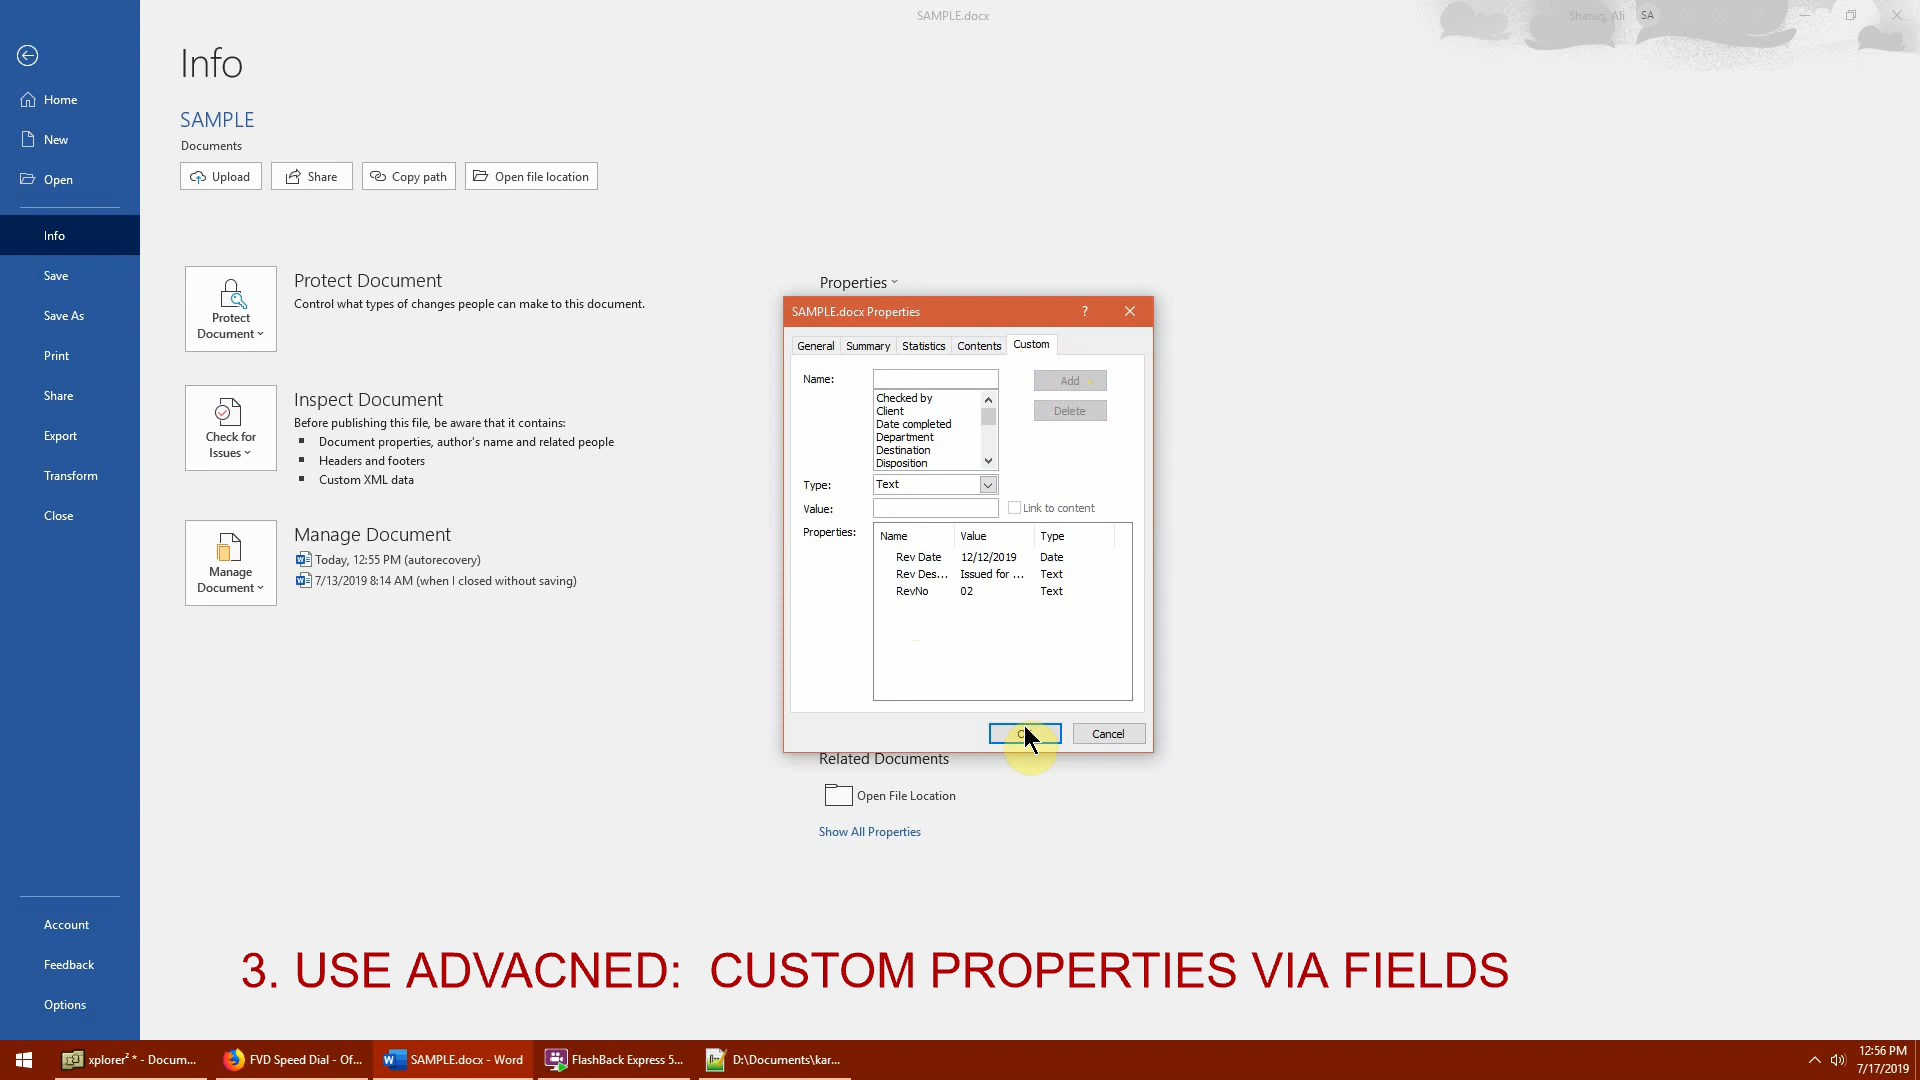 SAMPLE.docx
Sharaq, Ali SA
Info
Home
New
Open
Info
Save
Save As
Print
Share
Export
Transform
Close
Account
Feedback
Options
SAMPLE
Documents
Upload
Share
Copy path
Open file location
Protect Document
Protect Document
Control what types of changes people can make to this document.
Check for Issues
Inspect Document
Before publishing this file, be aware that it contains:
Document properties, author's name and related people
Headers and footers
Custom XML data
Manage Document
Manage Document
Today, 12:55 PM (autorecovery)
7/13/2019 8:14 AM (when I closed without saving)
Properties
SAMPLE.docx Properties ?
General Summary Statistics Contents Custom
Name:
Add
Delete
Checked by
Client
Date completed
Department
Destination
Disposition
Type: Text
Value: Link to content
Properties: Name Value Type
Rev Date 12/12/2019 Date
Rev Des... Issued for ... Text
RevNo 02 Text
Cancel
Related Documents
Open File Location
Show All Properties
3. USE ADVACNED: CUSTOM PROPERTIES VIA FIELDS
xplorer² * - Docum...
FVD Speed Dial - Of...
SAMPLE.docx - Word
FlashBack Express 5...
D:\Documents\kar...
12:56 PM
7/17/2019